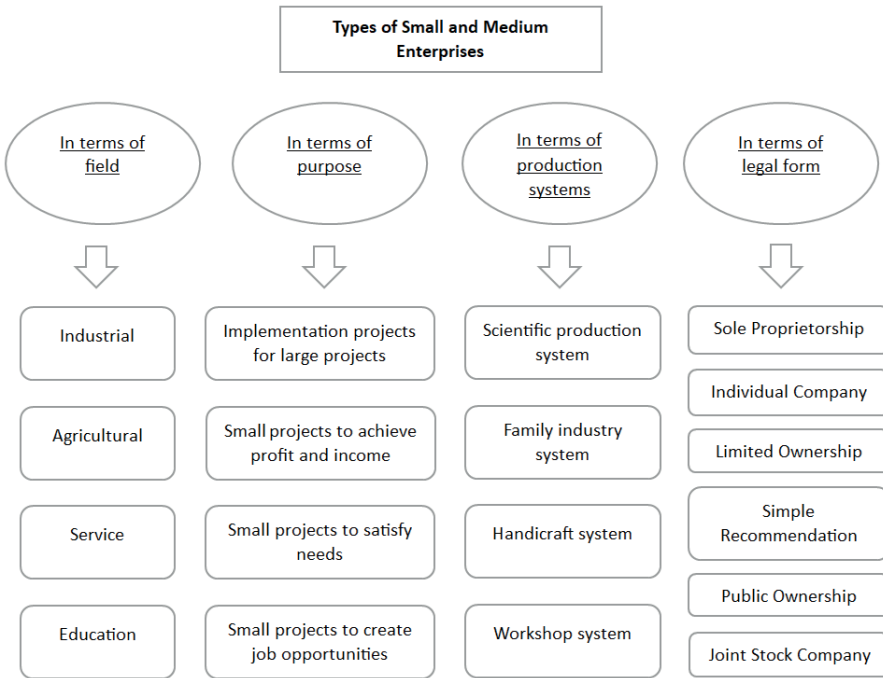 Types of Small and Medium
Enterprises
In terms of
field
In terms of
purpose
In terms of
production
systems
In terms of
legal form
Industrial
Agricultural
Service
Education
Implementation projects
for large projects
Small projects to achieve
profit and income
Small projects to satisfy
needs
Small projects to create
job opportunities
Scientific production
system
Family industry
system
Handicraft system
Workshop system
Sole Proprietorship
Individual Company
Limited Ownership
Simple
Recommendation
Public Ownership
Joint Stock Company